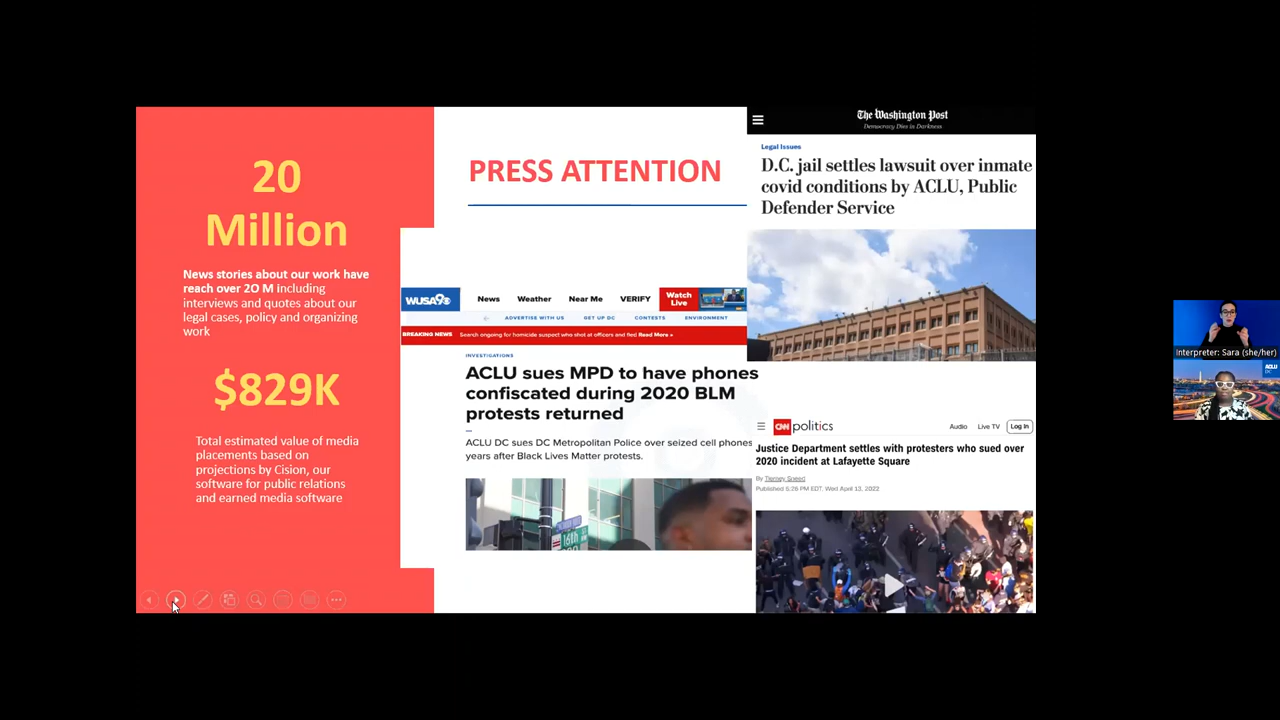 20
Million
News stories about our work have
reach over 20 M including
interviews and quotes about our
legal cases, policy and organizing
work
$829K
Total estimated value of media
placements based on
projections by Cision, our
software for public relations
and earned media software
PRESS ATTENTION
WUSA9
News Weather Near Me VERIFY Watch Live
ADVERTISE WITH US GET UP DC CONTESTS ENVIRONMENT
BREAKING NEWS Search ongoing for homicide suspect who shot at officers and fled Read More »
INVESTIGATIONS
ACLU sues MPD to have phones
confiscated during 2020 BLM
protests returned
ACLU DC sues DC Metropolitan Police over seized cell phones
years after Black Lives Matter protests.
16th
The Washington Post
Democracy Dies in Darkness
Legal Issues
D.C. jail settles lawsuit over inmate
covid conditions by ACLU, Public
Defender Service
CNN politics Audio Live TV Log In
Justice Department settles with protesters who sued over
2020 incident at Lafayette Square
By Tierney Sneed
Published 5:26 PM EDT, Wed April 13, 2022
Interpreter: Sara (she/her)
ACLU
DC